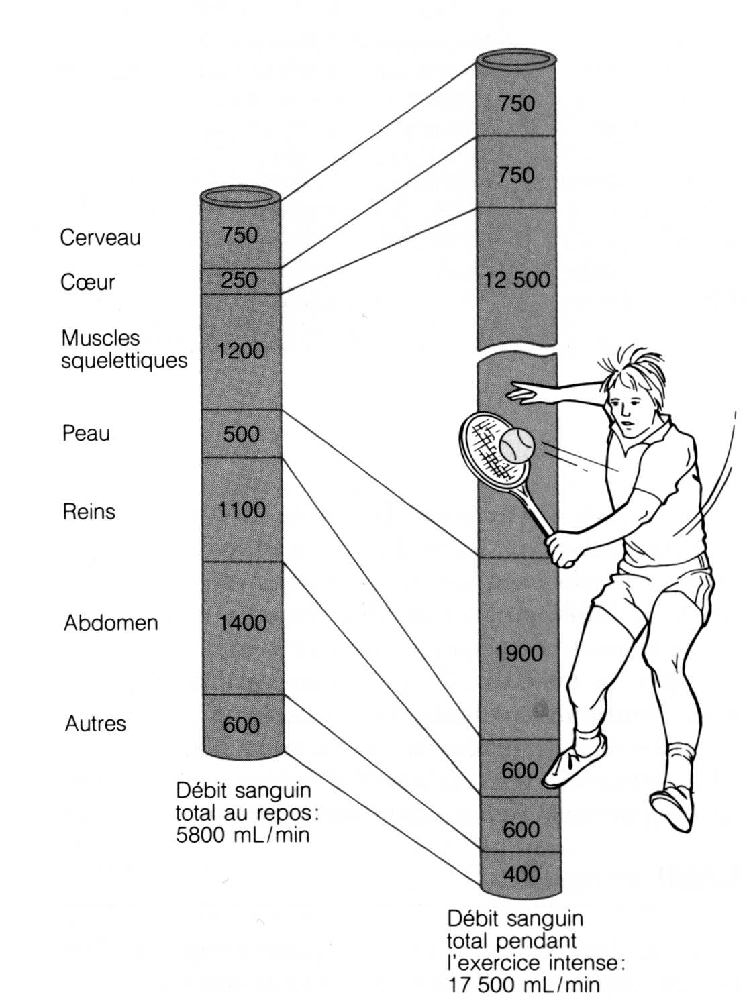 Cerveau
Cœur
Muscles
squelettiques
Peau
Reins
Abdomen
Autres
750
250
1200
500
1100
1400
600
Débit sanguin
total au repos:
5800 mL/min
750
750
12 500
1900
600
600
400
Débit sanguin
total pendant
l'exercice intense:
17 500 mL/min